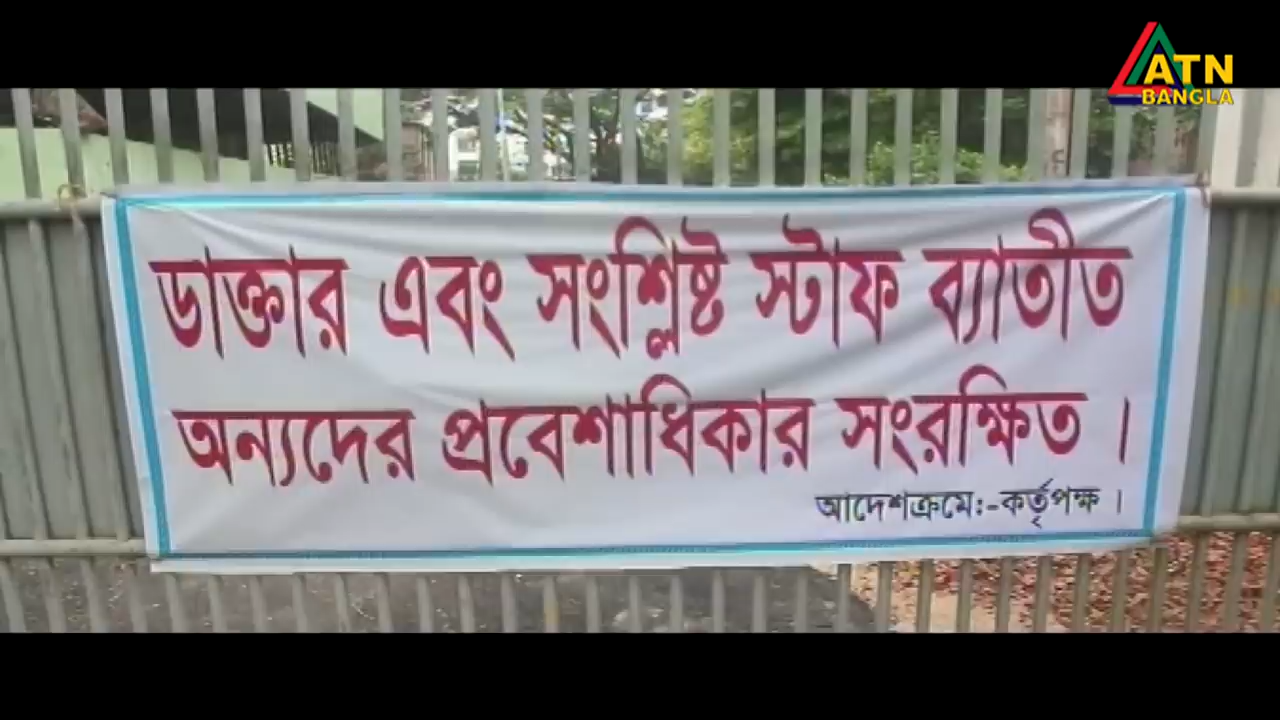 ATN
BANGLA
ডাক্তার এবং সংশ্লিষ্ট স্টাফ ব্যাতীত
অন্যদের প্রবেশাধিকার সংরক্ষিত ।
আদেশক্রমে:-কর্তৃপক্ষ ।